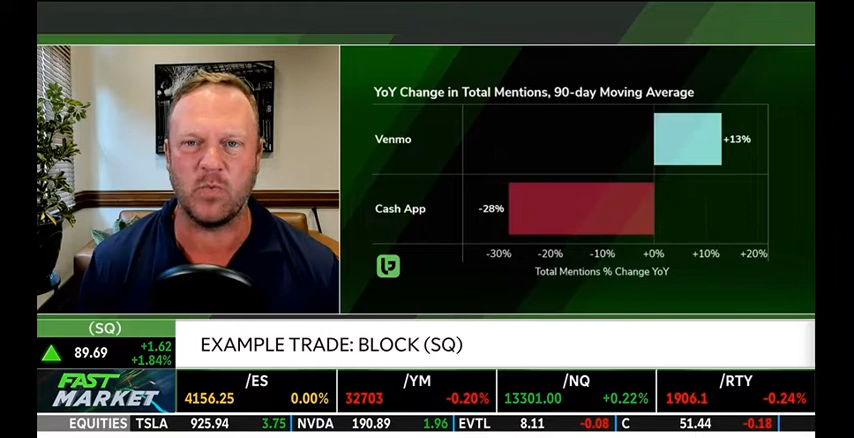 YoY Change in Total Mentions, 90-day Moving Average
Venmo
+13%
Cash App
-28%
-30% -20% -10% +0% +10% +20%
Total Mentions % Change YoY
(SQ)
89.69 +1.62
+1.84%
EXAMPLE TRADE: BLOCK (SQ)
FAST
MARKET
/ES
4156.25 0.00%
/YM
32703 -0.20%
/NQ
13301.00 +0.22%
/RTY
1906.1 -0.24%
EQUITIES TSLA 925.94 3.75 NVDA 190.89 1.96 EVTL 8.11 -0.08 C 51.44 -0.18